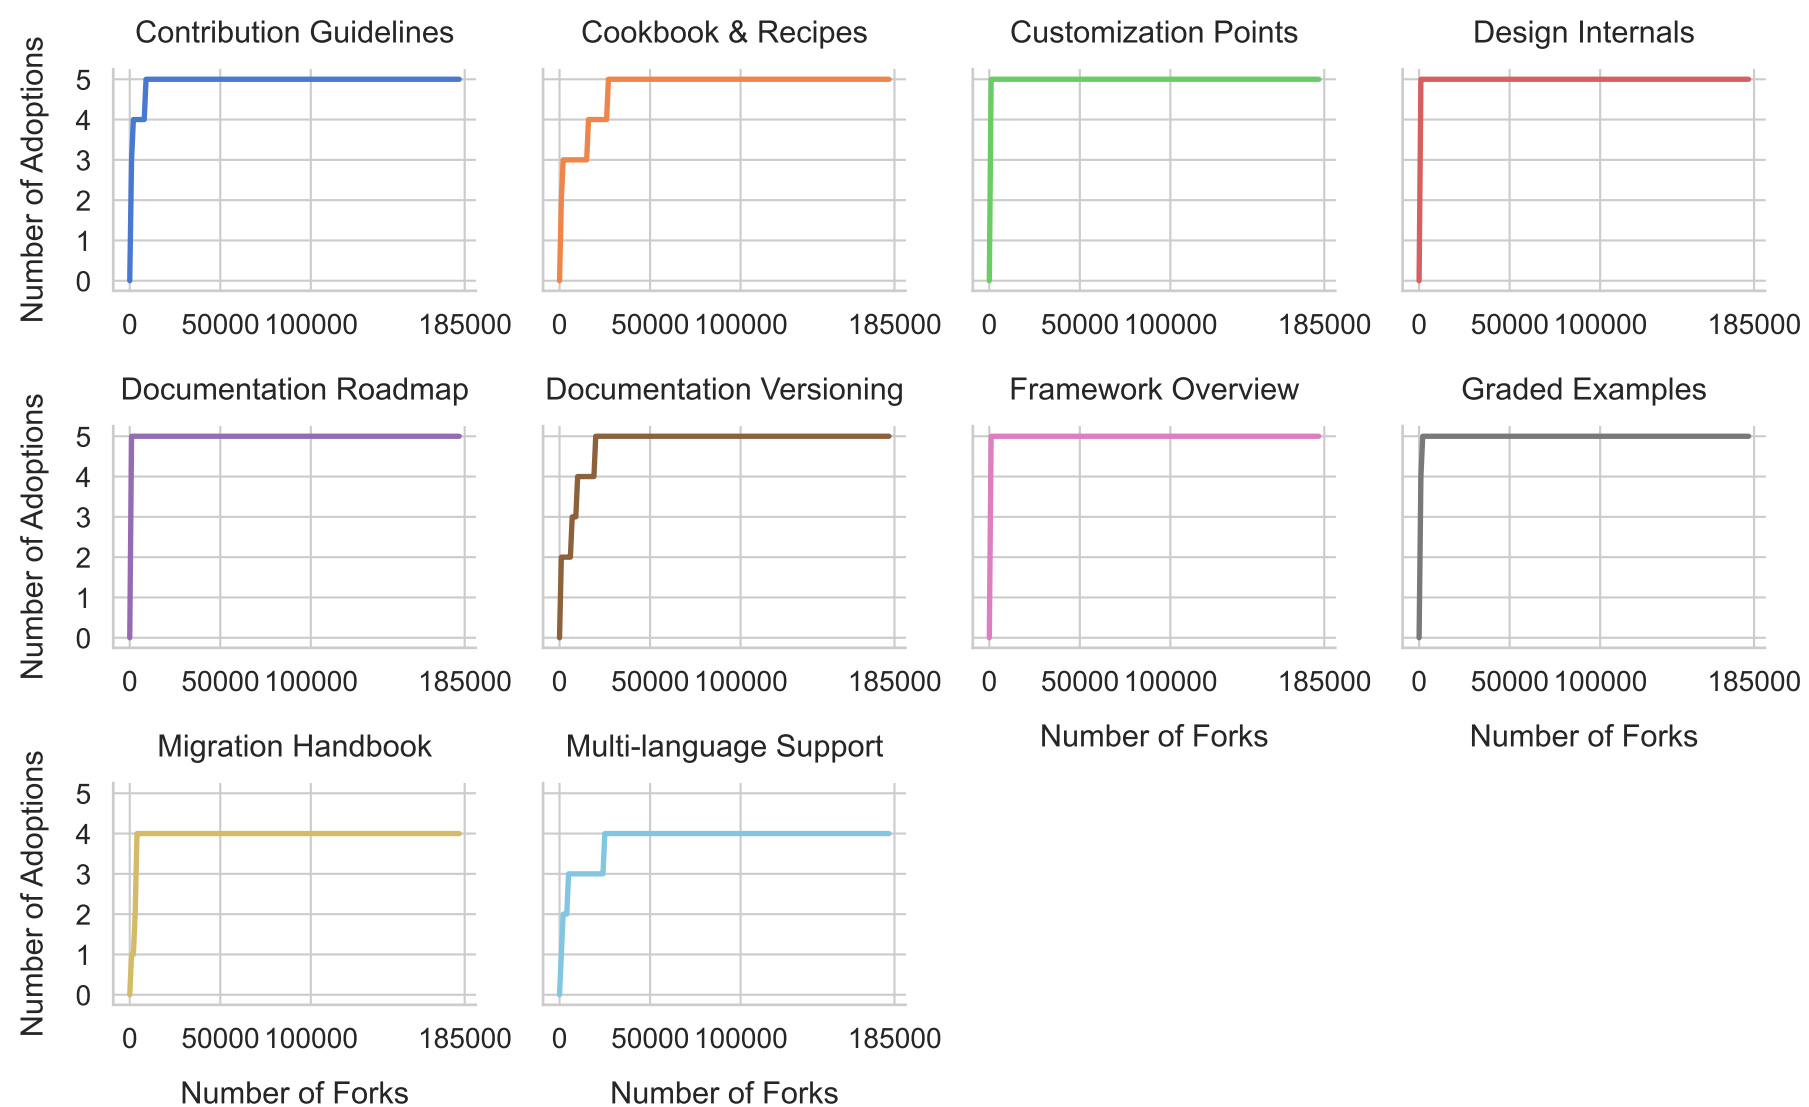 Contribution Guidelines
Cookbook & Recipes
Customization Points
Design Internals
Number of Adoptions
5
4
3
2
1
0
0 50000 100000 185000
0 50000 100000 185000
0 50000 100000 185000
0 50000 100000 185000
Documentation Roadmap
Documentation Versioning
Framework Overview
Graded Examples
Number of Adoptions
5
4
3
2
1
0
0 50000 100000 185000
0 50000 100000 185000
0 50000 100000 185000
0 50000 100000 185000
Number of Forks
Number of Forks
Migration Handbook
Multi-language Support
Number of Adoptions
5
4
3
2
1
0
0 50000 100000 185000
0 50000 100000 185000
Number of Forks
Number of Forks